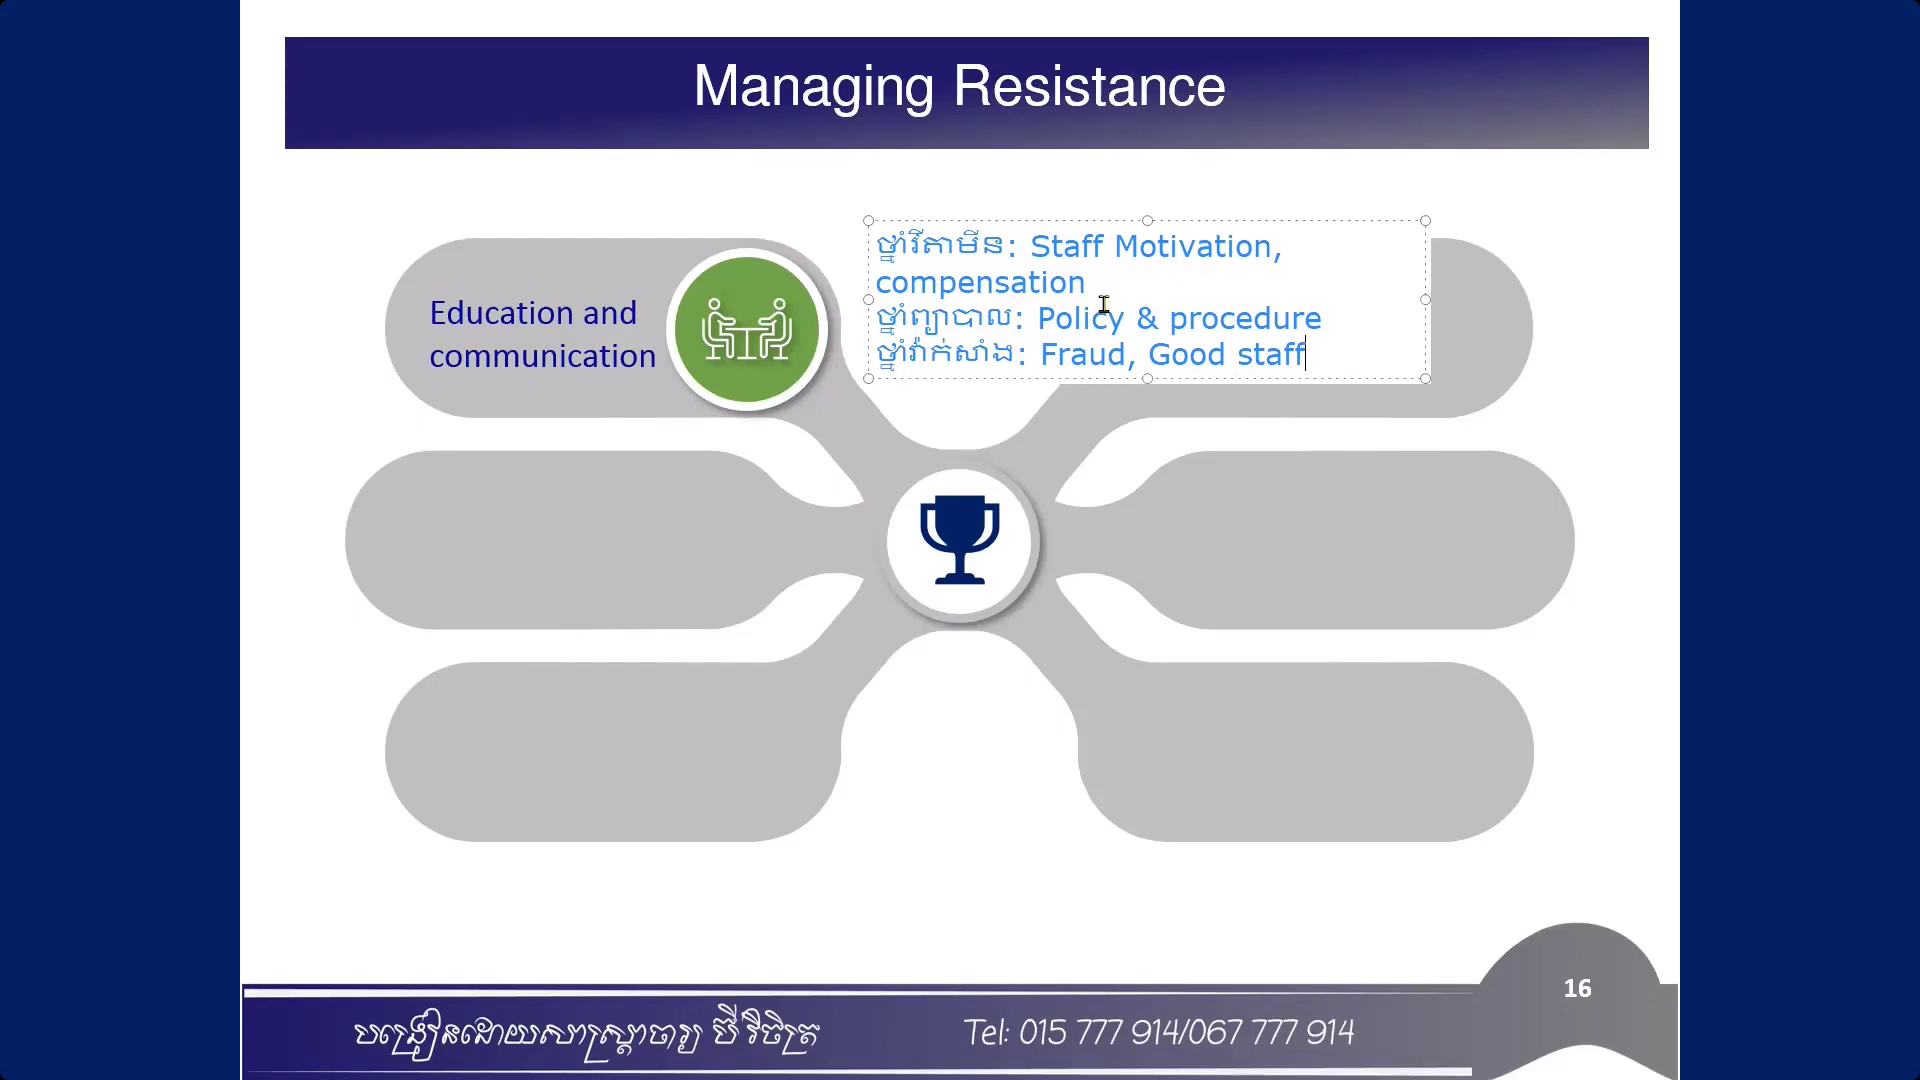 Managing Resistance
Education and
communication
ថ្នាំវីតាមីន: Staff Motivation,
compensation
ថ្នាំព្យាបាល: Policy & procedure
ថ្នាំវ៉ាក់សាំង: Fraud, Good staff
16
បង្រៀនដោយសាស្ត្រាចារ្យ ប៊ី វិចិត្រ
Tel: 015 777 914/067 777 914